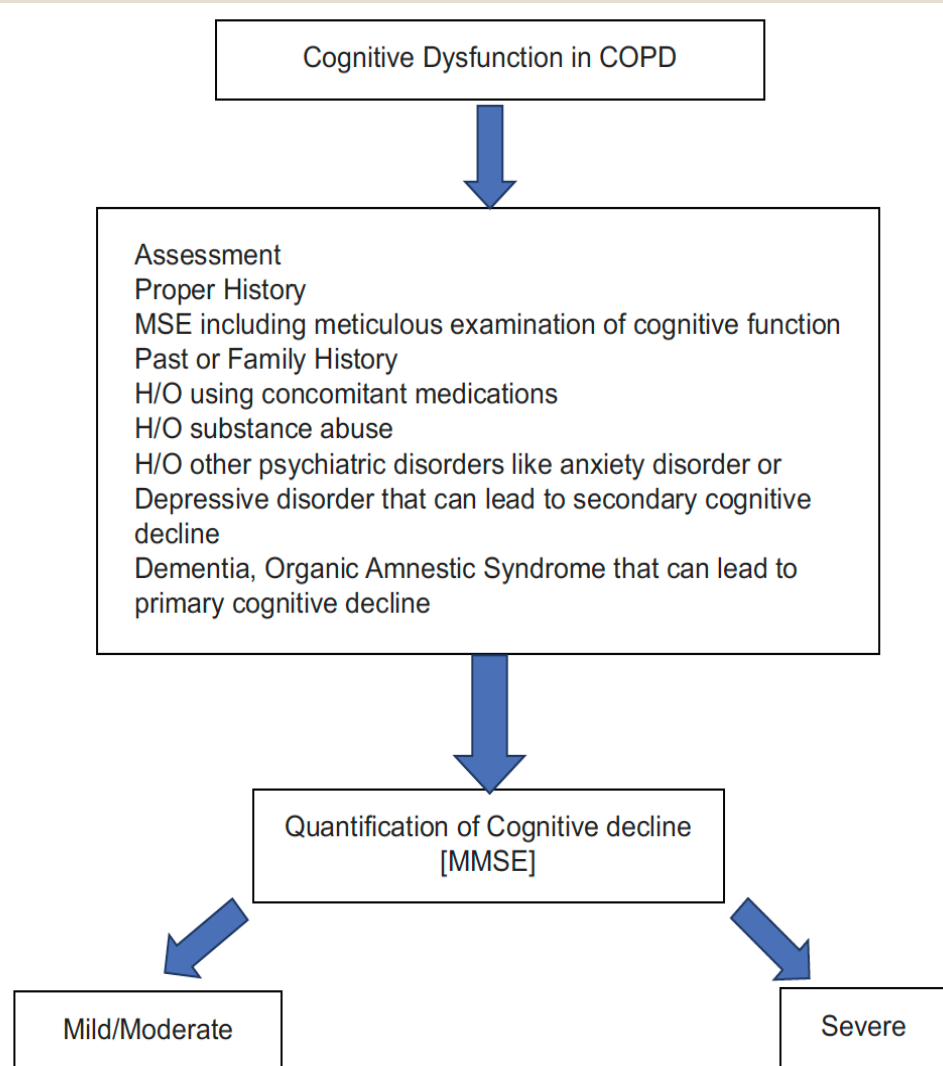 Cognitive Dysfunction in COPD
Assessment
Proper History
MSE including meticulous examination of cognitive function
Past or Family History
H/O using concomitant medications
H/O substance abuse
H/O other psychiatric disorders like anxiety disorder or
Depressive disorder that can lead to secondary cognitive
decline
Dementia, Organic Amnestic Syndrome that can lead to
primary cognitive decline
Quantification of Cognitive decline
[MMSE]
Mild/Moderate
Severe